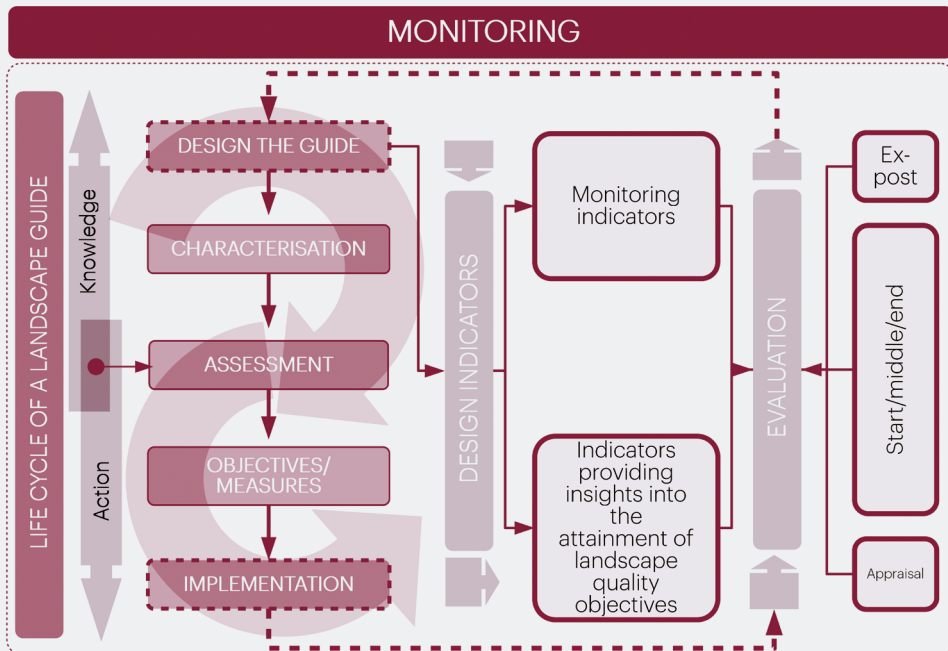 MONITORING
LIFE CYCLE OF A LANDSCAPE GUIDE
Knowledge
Action
DESIGN THE GUIDE
CHARACTERISATION
ASSESSMENT
OBJECTIVES/
MEASURES
IMPLEMENTATION
DESIGN INDICATORS
Monitoring
indicators
Indicators
providing
insights into
the
attainment of
landscape
quality
objectives
EVALUATION
Ex-
post
Start/middle/end
Appraisal